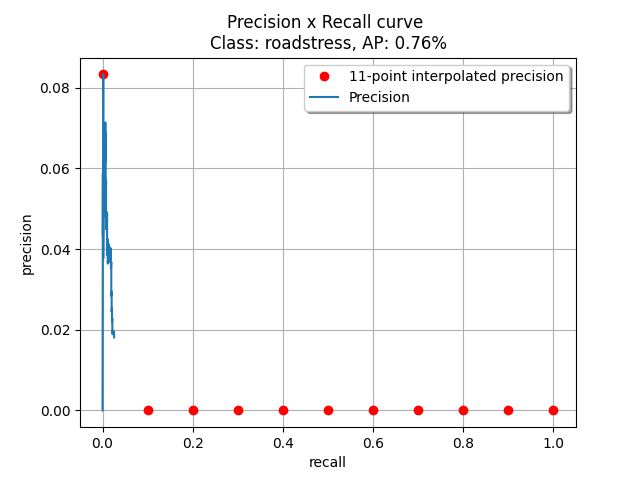 Precision x Recall curve
Class: roadstress, AP: 0.76%
11-point interpolated precision
Precision
0.08
0.06
0.04
0.02
0.00
precision
0.0 0.2 0.4 0.6 0.8 1.0
recall